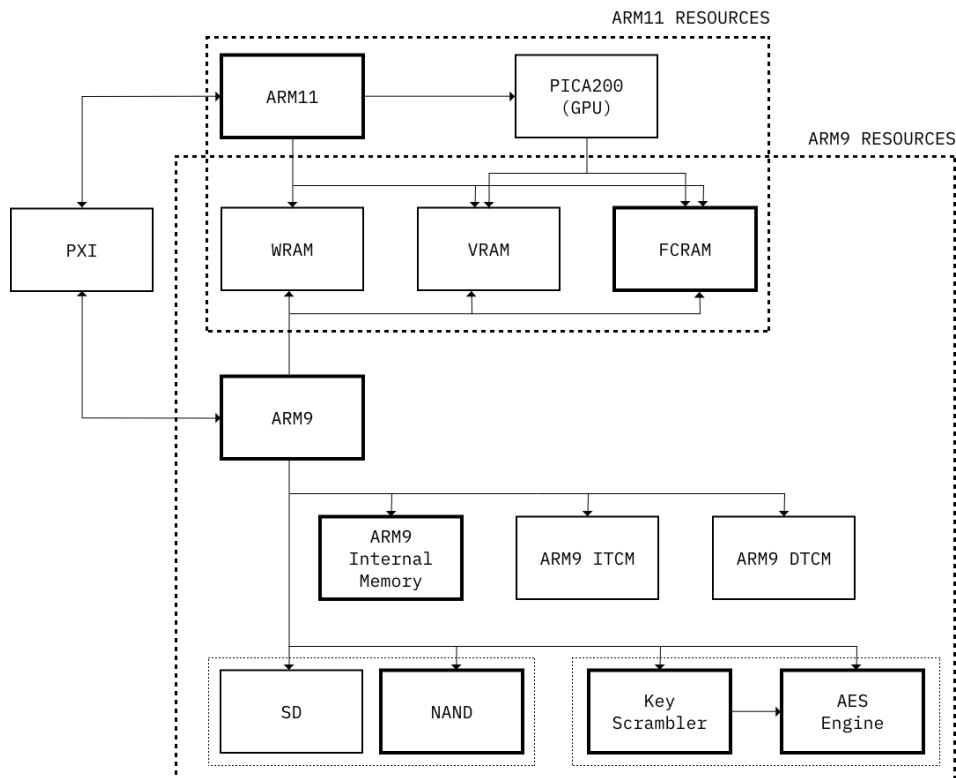 ARM11 RESOURCES
ARM11
PICA200
(GPU)
ARM9 RESOURCES
PXI
WRAM
VRAM
FCRAM
ARM9
ARM9
Internal
Memory
ARM9 ITCM
ARM9 DTCM
SD
NAND
Key
Scrambler
AES
Engine